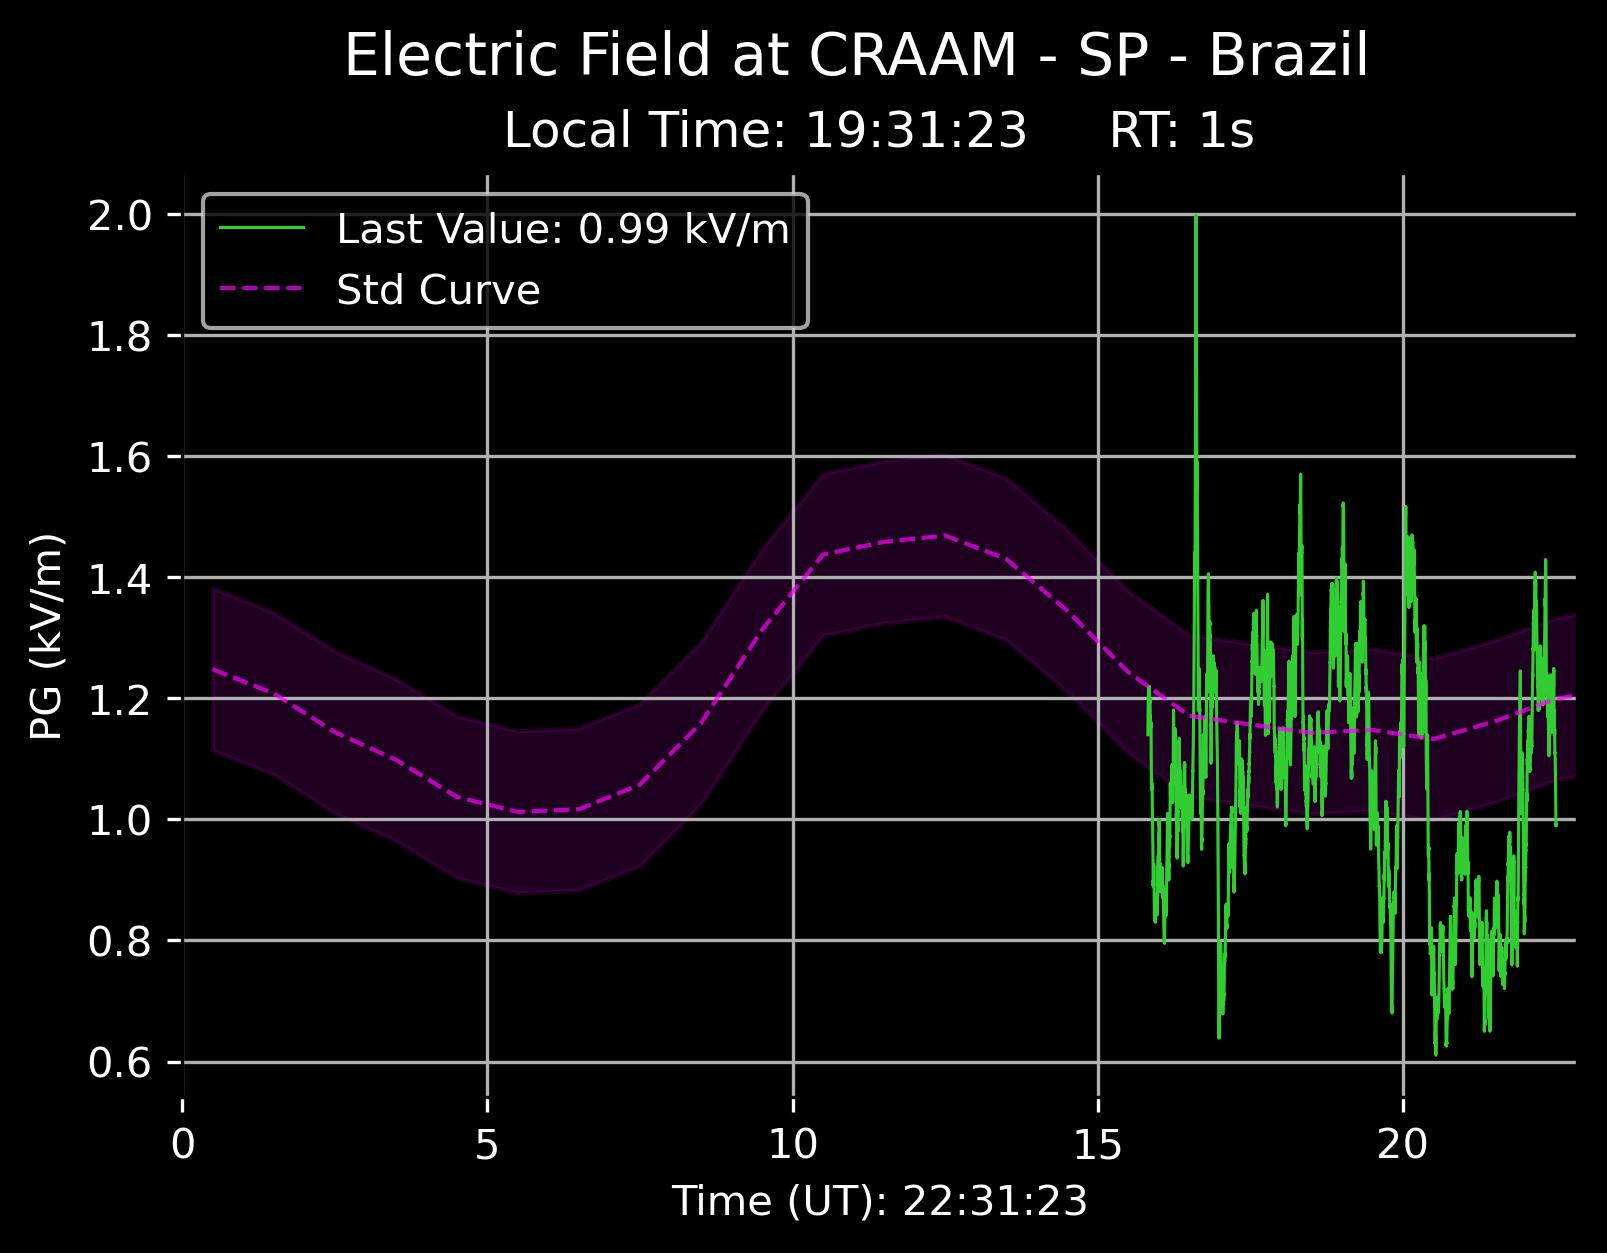 Electric Field at CRAAM - SP - Brazil
Local Time: 19:31:23     RT: 1s
Last Value: 0.99 kV/m
Std Curve
2.0
1.8
1.6
1.4
1.2
1.0
0.8
0.6
PG (kV/m)
0 5 10 15 20
Time (UT): 22:31:23